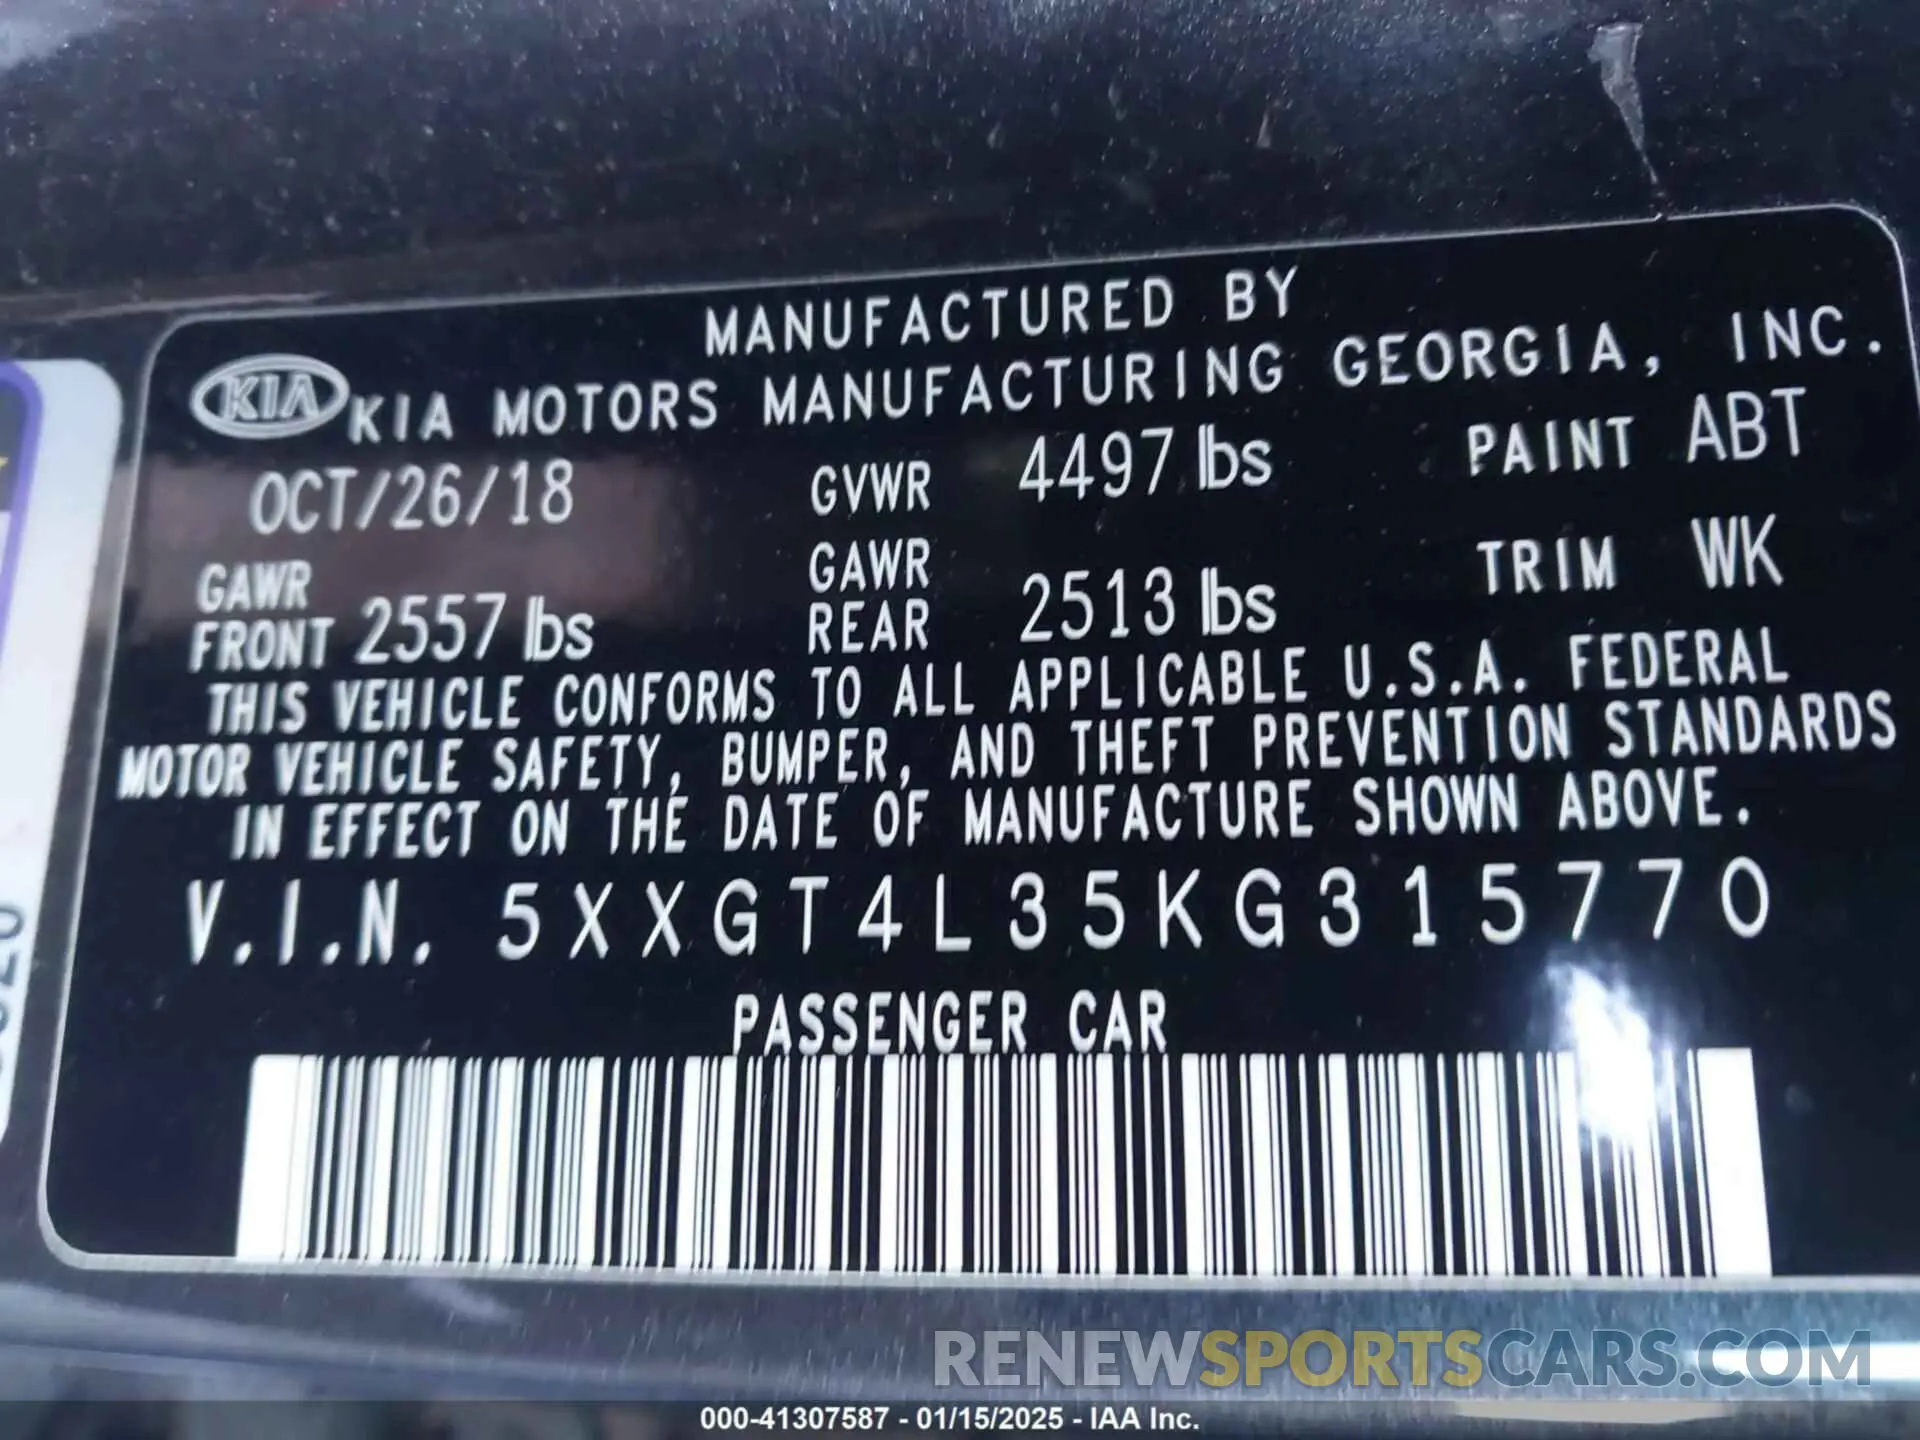 MANUFACTURED BY
KIA KIA MOTORS MANUFACTURING GEORGIA, INC.
OCT/26/18 GVWR 4497 lbs PAINT ABT
GAWR FRONT 2557 lbs GAWR REAR 2513 lbs TRIM WK
THIS VEHICLE CONFORMS TO ALL APPLICABLE U.S.A. FEDERAL
MOTOR VEHICLE SAFETY, BUMPER, AND THEFT PREVENTION STANDARDS
IN EFFECT ON THE DATE OF MANUFACTURE SHOWN ABOVE.
V.I.N. 5XXGT4L35KG315770
PASSENGER CAR
RENEWSPORTSCARS.COM
000-41307587 - 01/15/2025 - IAA Inc.